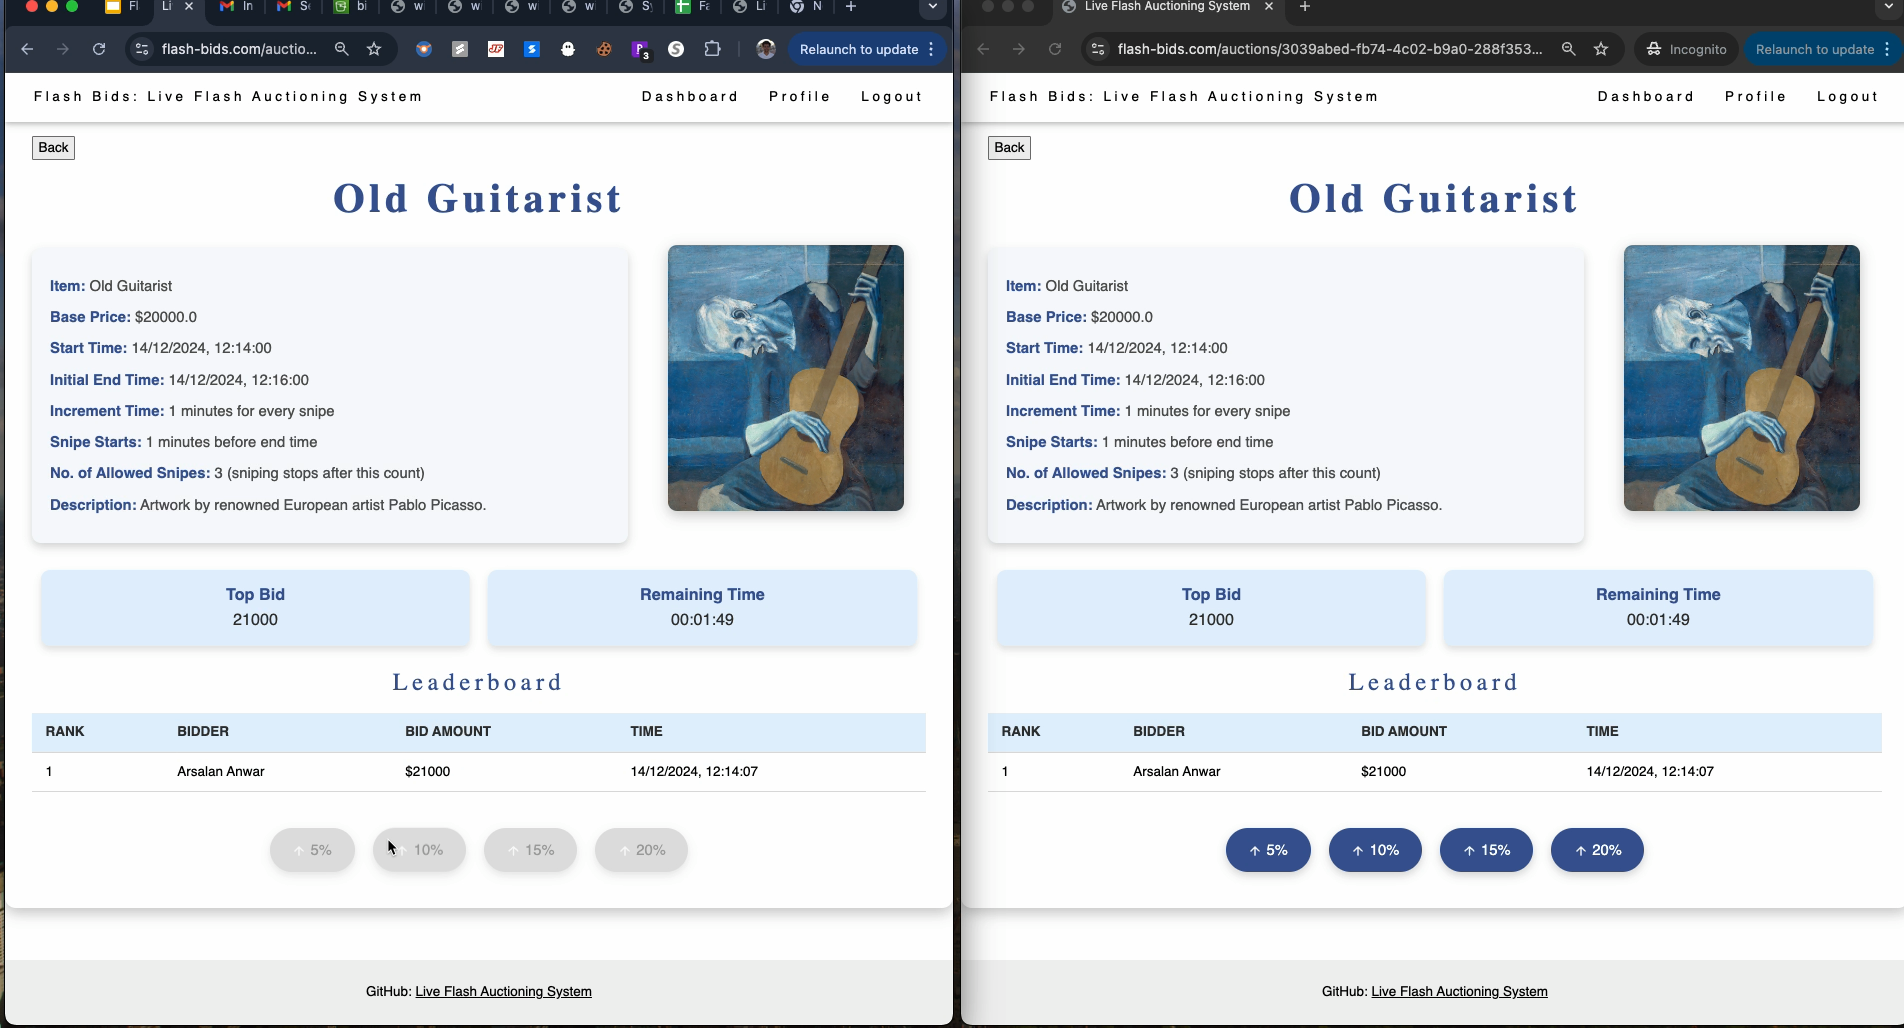 Fl
Li
In
Se
bi
w
w
w
w
Sy
Fa
Li
N
flash-bids.com/auctio...
3
Relaunch to update
Flash Bids: Live Flash Auctioning System
Dashboard
Profile
Logout
Back
Old Guitarist
Item: Old Guitarist
Base Price: $20000.0
Start Time: 14/12/2024, 12:14:00
Initial End Time: 14/12/2024, 12:16:00
Increment Time: 1 minutes for every snipe
Snipe Starts: 1 minutes before end time
No. of Allowed Snipes: 3 (sniping stops after this count)
Description: Artwork by renowned European artist Pablo Picasso.
Top Bid
21000
Remaining Time
00:01:49
Leaderboard
RANK BIDDER BID AMOUNT TIME
1 Arsalan Anwar $21000 14/12/2024, 12:14:07
↑ 5%
↑ 10%
↑ 15%
↑ 20%
GitHub: Live Flash Auctioning System
Live Flash Auctioning System
flash-bids.com/auctions/3039abed-fb74-4c02-b9a0-288f353...
Incognito
Relaunch to update
Flash Bids: Live Flash Auctioning System
Dashboard
Profile
Logout
Back
Old Guitarist
Item: Old Guitarist
Base Price: $20000.0
Start Time: 14/12/2024, 12:14:00
Initial End Time: 14/12/2024, 12:16:00
Increment Time: 1 minutes for every snipe
Snipe Starts: 1 minutes before end time
No. of Allowed Snipes: 3 (sniping stops after this count)
Description: Artwork by renowned European artist Pablo Picasso.
Top Bid
21000
Remaining Time
00:01:49
Leaderboard
RANK BIDDER BID AMOUNT TIME
1 Arsalan Anwar $21000 14/12/2024, 12:14:07
↑ 5%
↑ 10%
↑ 15%
↑ 20%
GitHub: Live Flash Auctioning System